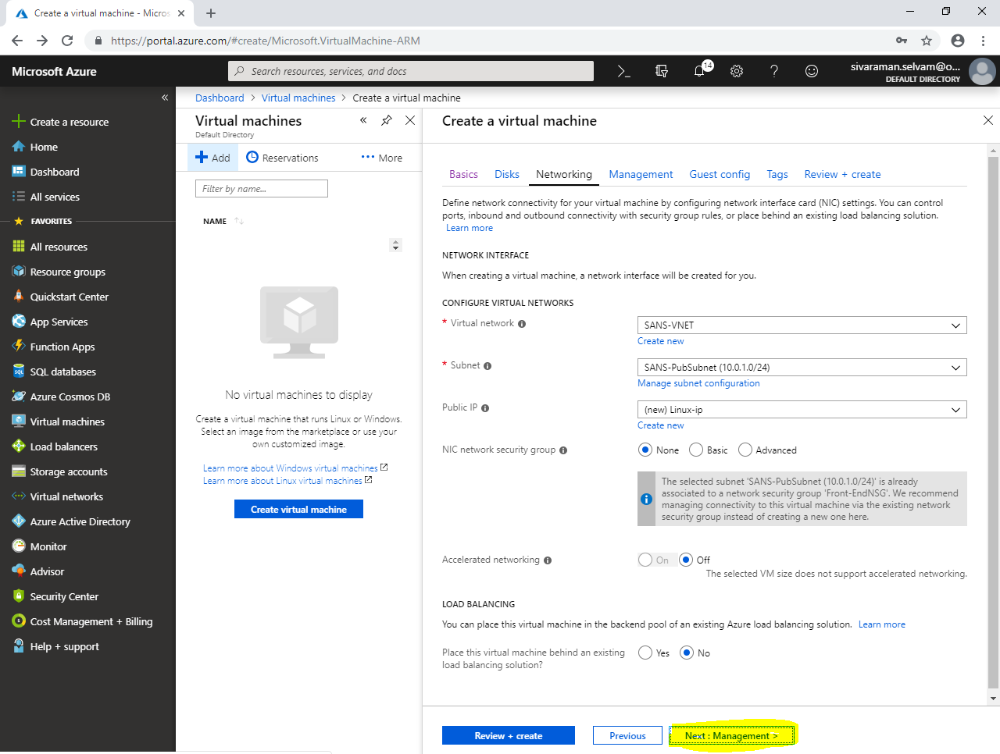 Create a virtual machine - Micros
https://portal.azure.com/#create/Microsoft.VirtualMachine-ARM
Microsoft Azure
Search resources, services, and docs
14
sivaraman.selvam@o...
DEFAULT DIRECTORY
Create a resource
Home
Dashboard
All services
FAVORITES
All resources
Resource groups
Quickstart Center
App Services
Function Apps
SQL databases
Azure Cosmos DB
Virtual machines
Load balancers
Storage accounts
Virtual networks
Azure Active Directory
Monitor
Advisor
Security Center
Cost Management + Billing
Help + support
Dashboard > Virtual machines > Create a virtual machine
Virtual machines
Default Directory
Add
Reservations
More
Filter by name...
NAME
No virtual machines to display
Create a virtual machine that runs Linux or Windows.
Select an image from the marketplace or use your
own customized image.
Learn more about Windows virtual machines
Learn more about Linux virtual machines
Create virtual machine
Create a virtual machine
Basics Disks Networking Management Guest config Tags Review + create
Define network connectivity for your virtual machine by configuring network interface card (NIC) settings. You can control
ports, inbound and outbound connectivity with security group rules, or place behind an existing load balancing solution.
Learn more
NETWORK INTERFACE
When creating a virtual machine, a network interface will be created for you.
CONFIGURE VIRTUAL NETWORKS
* Virtual network
SANS-VNET
Create new
* Subnet
SANS-PubSubnet (10.0.1.0/24)
Manage subnet configuration
Public IP
(new) Linux-ip
Create new
NIC network security group
None Basic Advanced
The selected subnet 'SANS-PubSubnet (10.0.1.0/24)' is already
associated to a network security group 'Front-EndNSG'. We recommend
managing connectivity to this virtual machine via the existing network
security group instead of creating a new one here.
Accelerated networking
On Off
The selected VM size does not support accelerated networking.
LOAD BALANCING
You can place this virtual machine in the backend pool of an existing Azure load balancing solution. Learn more
Place this virtual machine behind an existing
load balancing solution?
Yes No
Review + create
Previous
Next : Management >